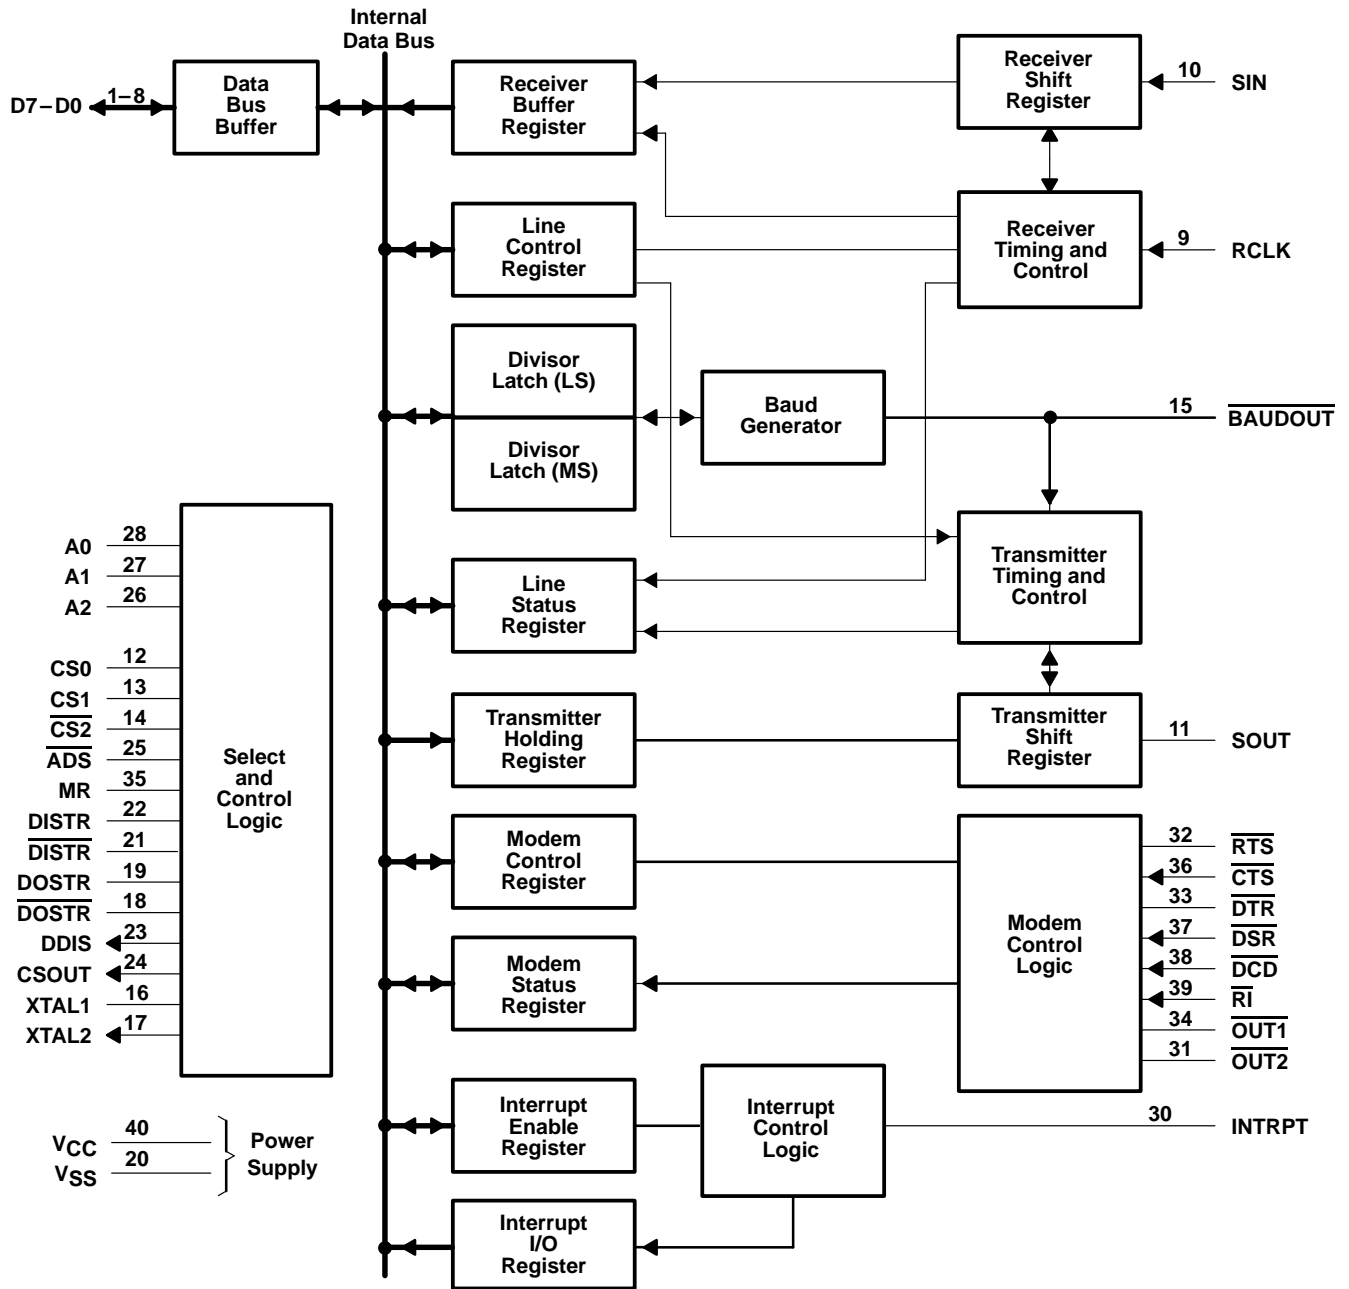 Internal
Data Bus
D7–D0
1–8
Data
Bus
Buffer
Receiver
Buffer
Register
Receiver
Shift
Register
10
SIN
Line
Control
Register
Receiver
Timing and
Control
9
RCLK
Divisor
Latch (LS)
Divisor
Latch (MS)
Baud
Generator
15
BAUDOUT
Line
Status
Register
Transmitter
Timing and
Control
Transmitter
Holding
Register
Transmitter
Shift
Register
11
SOUT
Modem
Control
Register
Modem
Status
Register
Modem
Control
Logic
32
RTS
36
CTS
33
DTR
37
DSR
38
DCD
39
RI
34
OUT1
31
OUT2
Interrupt
Enable
Register
Interrupt
Control
Logic
30
INTRPT
Interrupt
I/O
Register
A0
28
A1
27
A2
26
CS0
12
CS1
13
CS2
14
ADS
25
MR
35
DISTR
22
DISTR
21
DOSTR
19
DOSTR
18
DDIS
23
CSOUT
24
XTAL1
16
XTAL2
17
Select
and
Control
Logic
VCC
40
VSS
20
Power
Supply